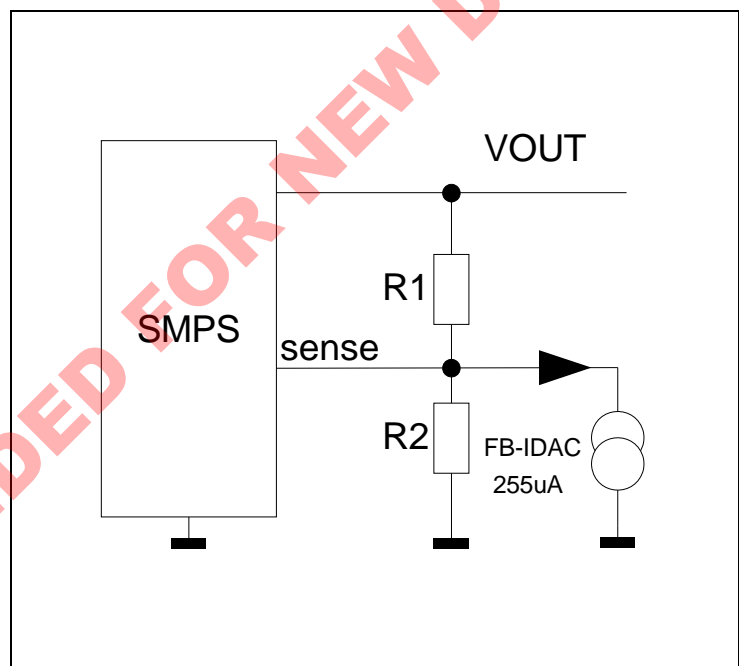 VOUT
R1
SMPS
sense
R2
FB-IDAC
255uA
DED FOR NEW D